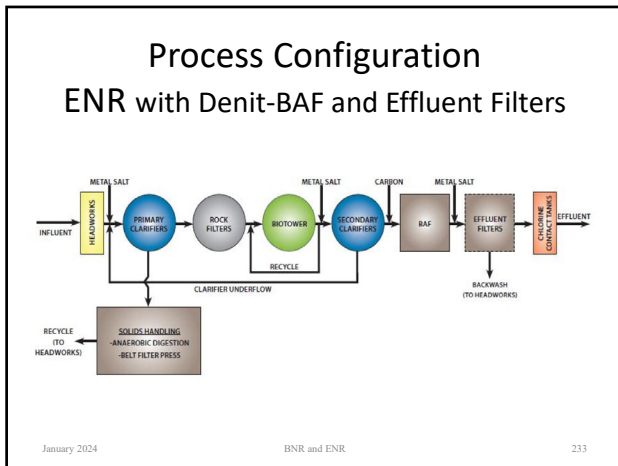 Process Configuration
ENR with Denit-BAF and Effluent Filters
METAL SALT
METAL SALT
CARBON
METAL SALT
INFLUENT
HEADWORKS
PRIMARY
CLARIFIERS
ROCK
FILTERS
BIOTOWER
SECONDARY
CLARIFIERS
BAF
EFFLUENT
FILTERS
CHLORINE
CONTACT TANKS
EFFLUENT
RECYCLE
CLARIFIER UNDERFLOW
BACKWASH
(TO HEADWORKS)
RECYCLE
(TO
HEADWORKS)
SOLIDS HANDLING
-ANAEROBIC DIGESTION
-BELT FILTER PRESS
January 2024
BNR and ENR
233